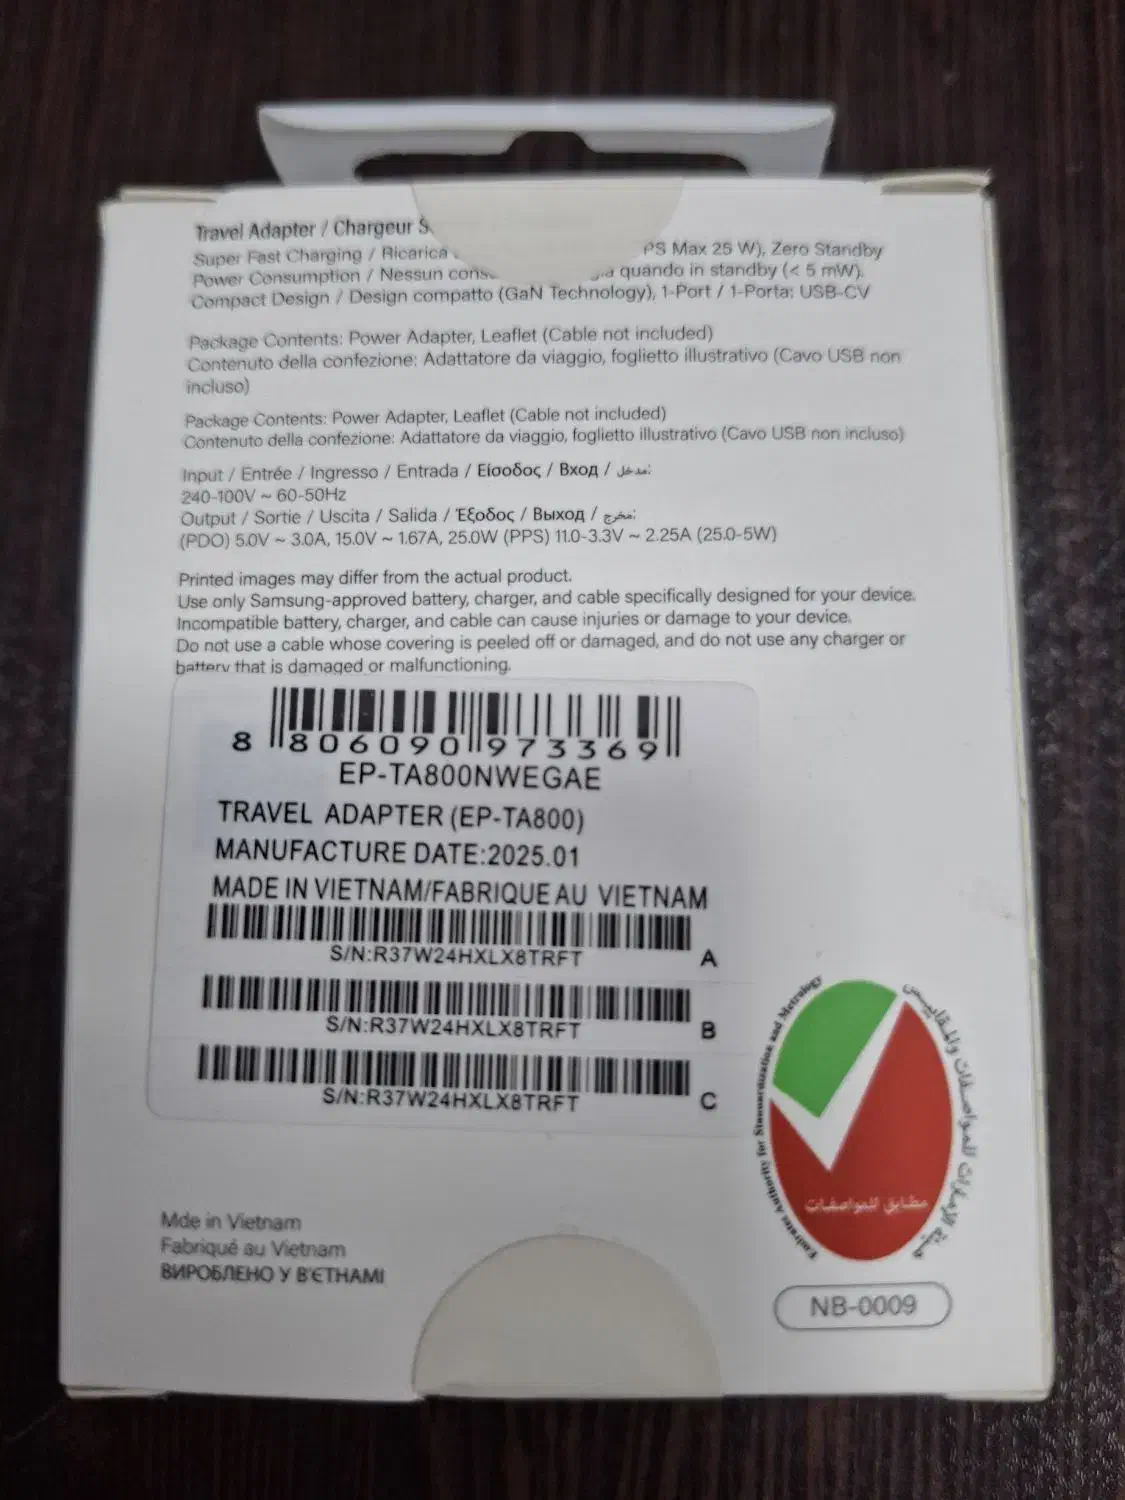 Travel Adapter / Chargeur S
Super Fast Charging / Ricarica PS Max 25 W), Zero Standby
Power Consumption / Nessun cons quando in standby (< 5 mW).
Compact Design / Design compatto (GaN Technology), 1-Port / 1-Porta: USB-CV
Package Contents: Power Adapter, Leaflet (Cable not included)
Contenuto della confezione: Adattatore da viaggio, foglietto illustrativo (Cavo USB non
incluso)
Package Contents: Power Adapter, Leaflet (Cable not included)
Contenuto della confezione: Adattatore da viaggio, foglietto illustrativo (Cavo USB non incluso)
Input / Entrée / Ingresso / Entrada / Είσοδος / Вход / مدخل:
240-100V ~ 60-50Hz
Output / Sortie / Uscita / Salida / Έξοδος / Выход / مخرج:
(PDO) 5.0V ~ 3.0A, 15.0V ~ 1.67A, 25.0W (PPS) 11.0-3.3V ~ 2.25A (25.0-5W)
Printed images may differ from the actual product.
Use only Samsung-approved battery, charger, and cable specifically designed for your device.
Incompatible battery, charger, and cable can cause injuries or damage to your device.
Do not use a cable whose covering is peeled off or damaged, and do not use any charger or
battery that is damaged or malfunctioning.
8 806090 973369
EP-TA800NWEGAE
TRAVEL ADAPTER (EP-TA800)
MANUFACTURE DATE:2025.01
MADE IN VIETNAM/FABRIQUE AU VIETNAM
S/N:R37W24HXLX8TRFT A
S/N:R37W24HXLX8TRFT B
S/N:R37W24HXLX8TRFT C
Emirates Authority for Standardization and Metrology
هيئة الإمارات للمواصفات والمقاييس
مطابق للمواصفات
NB-0009
Mde in Vietnam
Fabriqué au Vietnam
ВИРОБЛЕНО У В'ЄТНАМІ